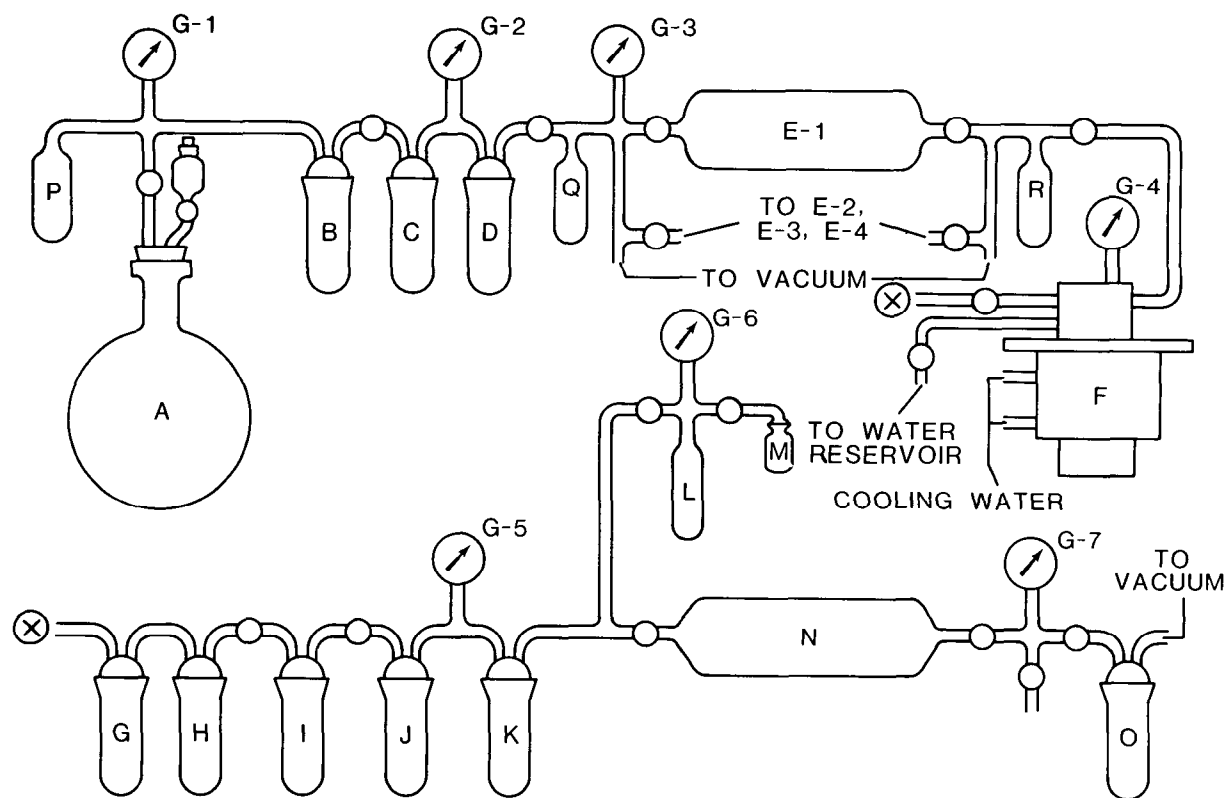 G-1
G-2
G-3
P
B
C
D
Q
E-1
R
G-4
TO E-2,
E-3, E-4
TO VACUUM
A
G-6
F
L
M
TO WATER
RESERVOIR
COOLING WATER
G-5
G-7
TO
VACUUM
N
G
H
I
J
K
O